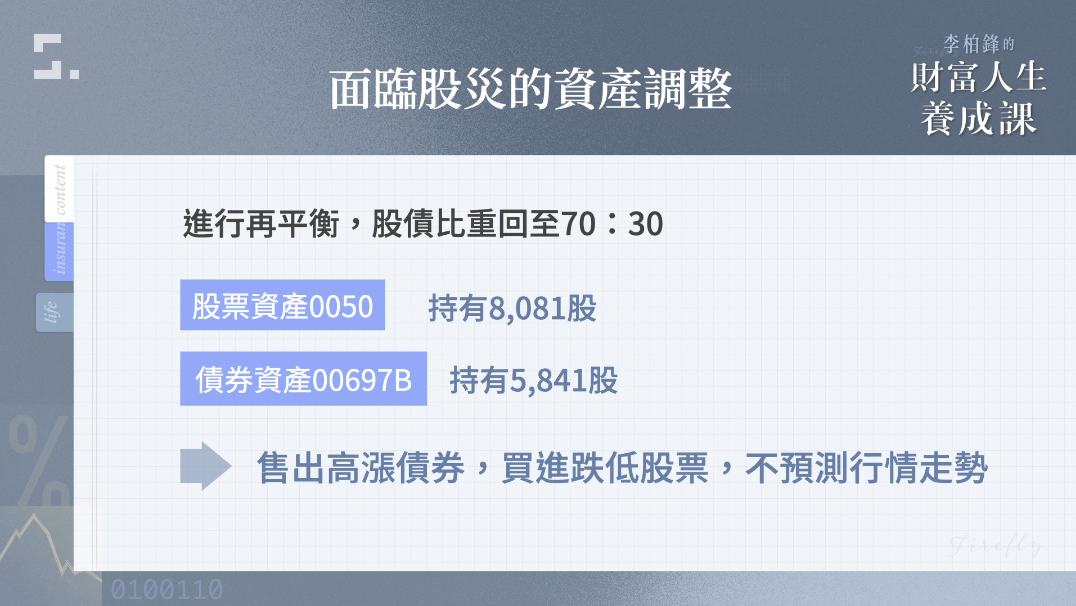 李柏鋒的
財富人生
養成課
面臨股災的資產調整
content
insuran
life
進行再平衡，股債比重回至70：30
股票資產0050 持有8,081股
債券資產00697B 持有5,841股
售出高漲債券，買進跌低股票，不預測行情走勢
%
Firefly
0100110